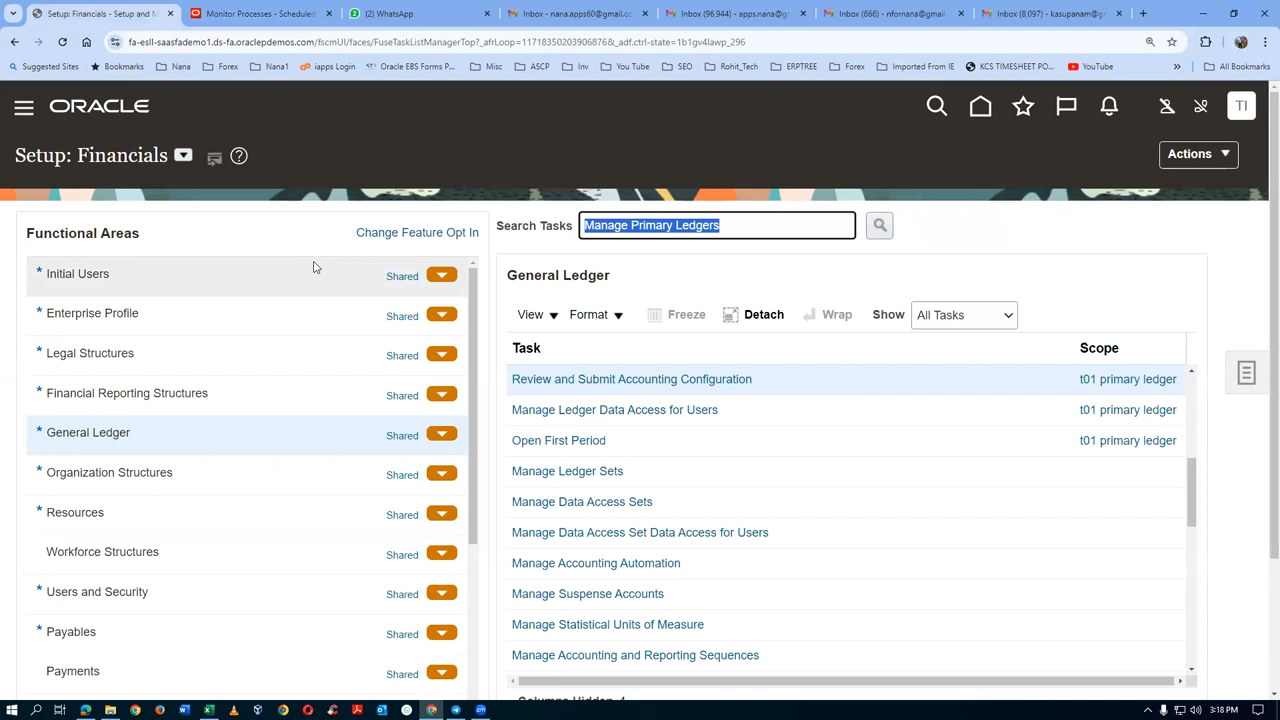 Setup: Financials - Setup and M
Monitor Processes - Scheduled
(2) WhatsApp
Inbox - nana.apps60@gmail.co
Inbox (96,944) - apps.nana@g
Inbox (666) - nfornana@gmail.
Inbox (8,097) - kasupanam@g
fa-esll-saasfademo1.ds-fa.oraclepdemos.com/fscmUI/faces/FuseTaskListManagerTop?_afrLoop=11718350203906876&_adf.ctrl-state=1b1gv4lawp_296
Suggested Sites
Bookmarks
Nana
Forex
Nana1
iapps Login
Oracle EBS Forms P...
Misc
ASCP
Inv
You Tube
SEO
Rohit_Tech
ERPTREE
Forex
Imported From IE
KCS TIMESHEET PO...
YouTube
All Bookmarks
ORACLE
TI
Setup: Financials
Actions
Functional Areas
Change Feature Opt In
Search Tasks
Manage Primary Ledgers
* Initial Users Shared
* Enterprise Profile Shared
* Legal Structures Shared
* Financial Reporting Structures Shared
* General Ledger Shared
* Organization Structures Shared
* Resources Shared
Workforce Structures Shared
* Users and Security Shared
* Payables Shared
Payments Shared
General Ledger
View Format Freeze Detach Wrap Show All Tasks
Task Scope
Review and Submit Accounting Configuration t01 primary ledger
Manage Ledger Data Access for Users t01 primary ledger
Open First Period t01 primary ledger
Manage Ledger Sets
Manage Data Access Sets
Manage Data Access Set Data Access for Users
Manage Accounting Automation
Manage Suspense Accounts
Manage Statistical Units of Measure
Manage Accounting and Reporting Sequences
Columns Hidden 4
3:18 PM